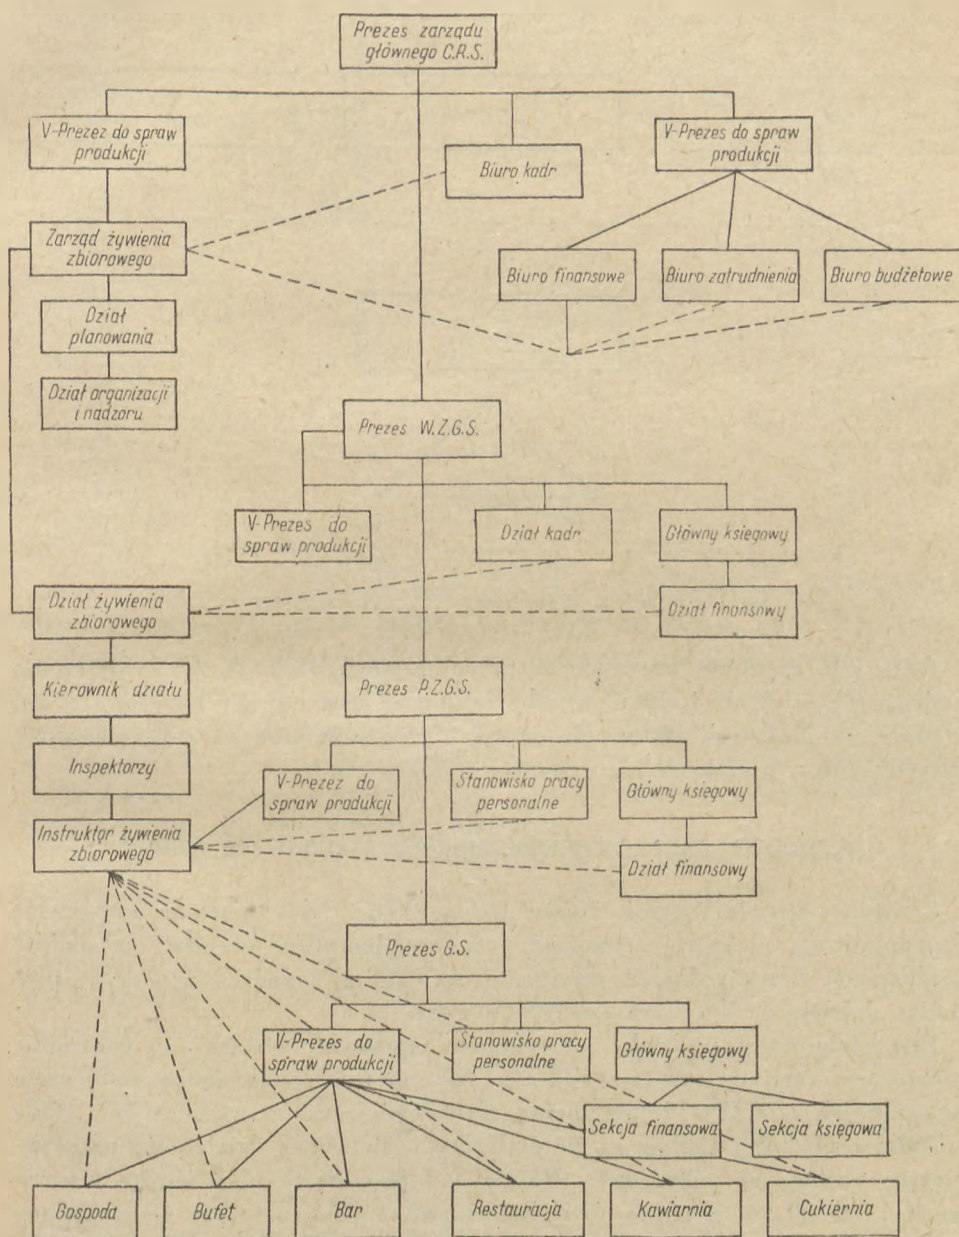 Prezes zarządu
głównego C.R.S.
V-Prezez do spraw
produkcji
Biuro kadr
V-Prezes do spraw
produkcji
Zarząd żywienia
zbiorowego
Biuro finansowe
Biuro zatrudnienia
Biuro budżetowe
Dział
planowania
Dział organizacji
i nadzoru
Prezes W.Z.G.S.
V-Prezes do
spraw produkcji
Dział kadr
Główny księgowy
Dział żywienia
zbiorowego
Dział finansowy
Kierownik działu
Prezes P.Z.G.S.
Inspektorzy
V-Prezez do
spraw produkcji
Stanowisko pracy
personalne
Główny księgowy
Instruktor żywienia
zbiorowego
Dział finansowy
Prezes G.S.
V-Prezes do
spraw produkcji
Stanowisko pracy
personalne
Główny księgowy
Sekcja finansowa
Sekcja księgowa
Gospoda
Bufet
Bar
Restauracja
Kawiarnia
Cukiernia